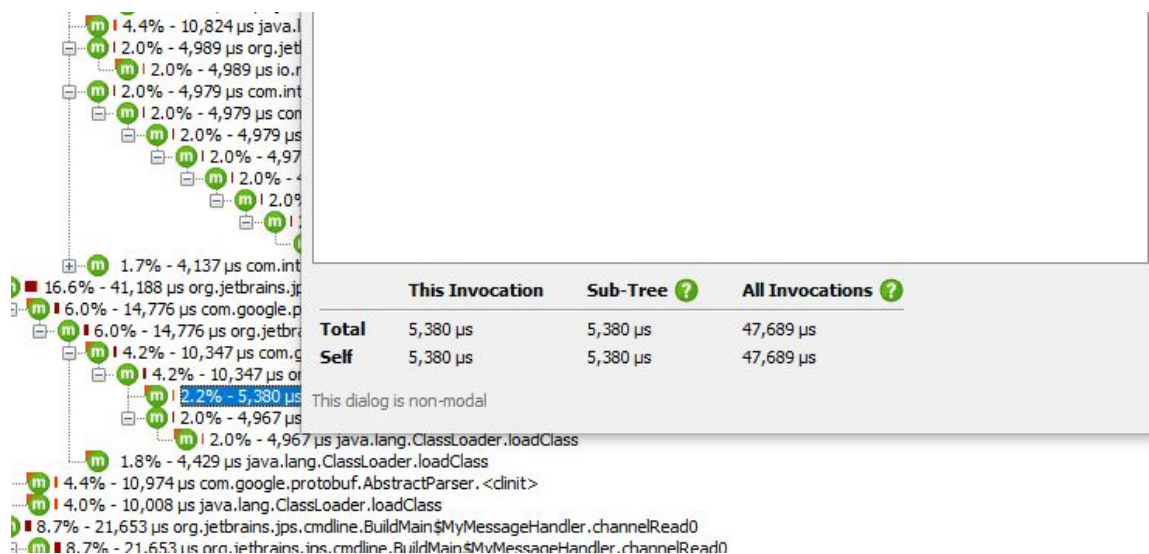 4.4% - 10,824 µs java.l
2.0% - 4,989 µs org.jetl
2.0% - 4,989 µs io.r
2.0% - 4,979 µs com.int
2.0% - 4,979 µs con
2.0% - 4,979 µs
2.0% - 4,97
2.0% -
2.0%
1.7% - 4,137 µs com.int
16.6% - 41,188 µs org.jetbrains.jp
6.0% - 14,776 µs com.google.p
6.0% - 14,776 µs org.jetbra
4.2% - 10,347 µs com.g
4.2% - 10,347 µs or
2.2% - 5,380 µs
2.0% - 4,967 µs
2.0% - 4,967 µs java.lang.ClassLoader.loadClass
1.8% - 4,429 µs java.lang.ClassLoader.loadClass
4.4% - 10,974 µs com.google.protobuf.AbstractParser.<clinit>
4.0% - 10,008 µs java.lang.ClassLoader.loadClass
8.7% - 21,653 µs org.jetbrains.jps.cmdline.BuildMain$MyMessageHandler.channelRead0
8.7% - 21,653 µs org.jetbrains.jps.cmdline.BuildMain$MyMessageHandler.channelRead0
This Invocation Sub-Tree ? All Invocations ?
Total 5,380 µs 5,380 µs 47,689 µs
Self 5,380 µs 5,380 µs 47,689 µs
This dialog is non-modal